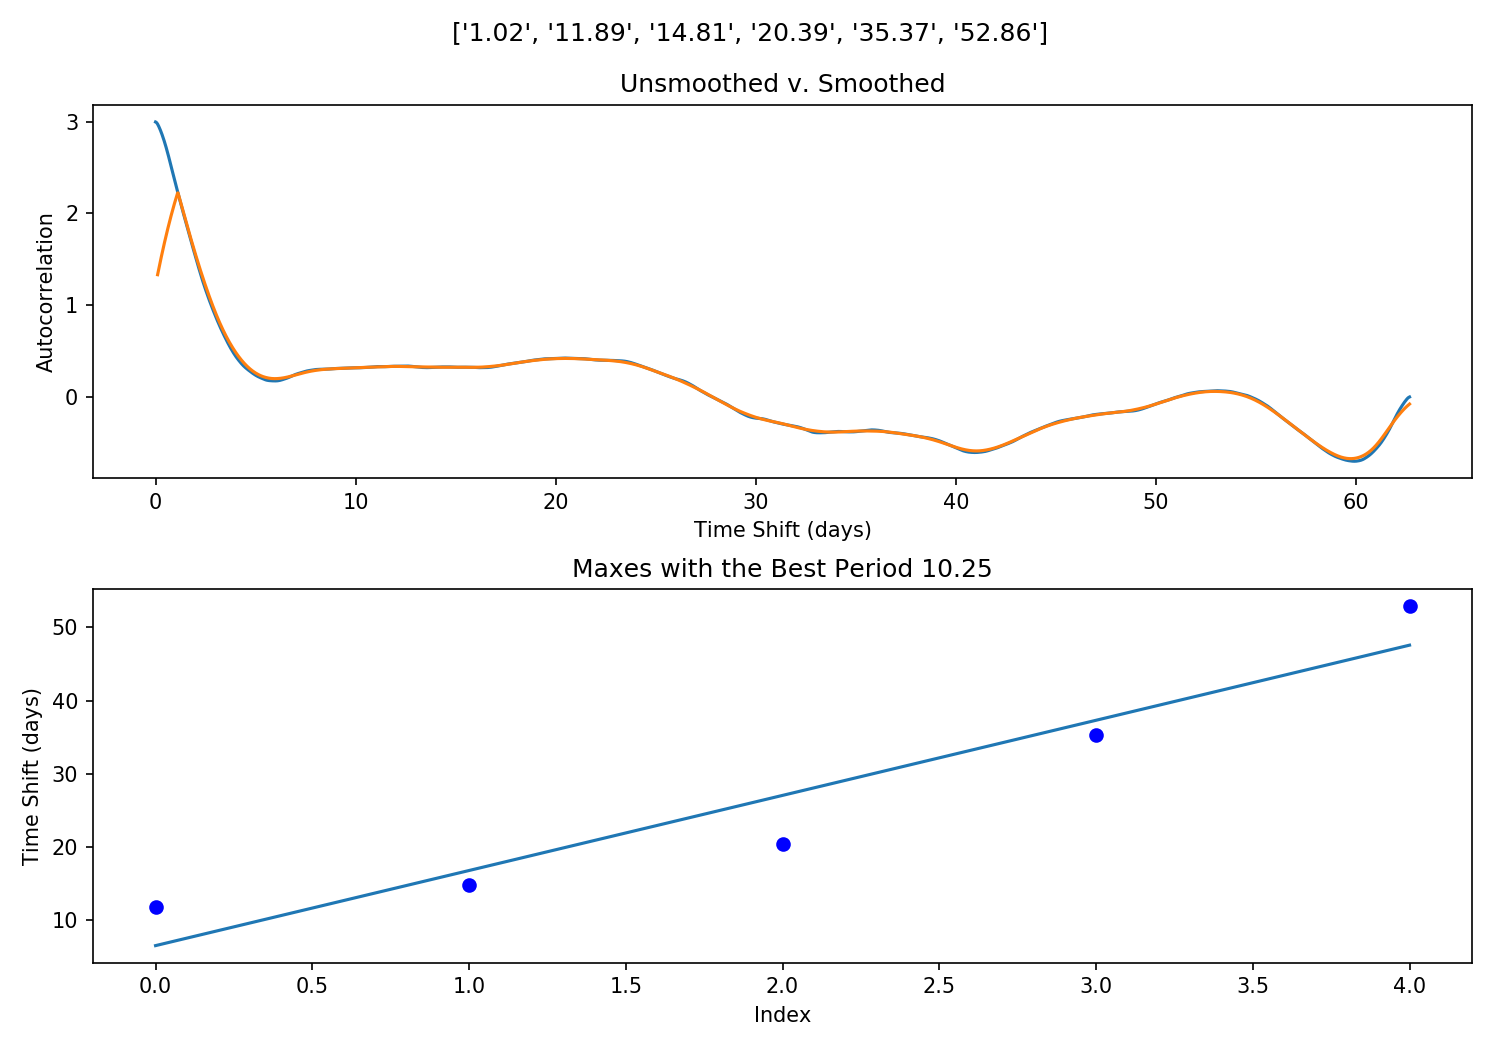 ['1.02', '11.89', '14.81', '20.39', '35.37', '52.86']
Unsmoothed v. Smoothed
Autocorrelation
3
2
1
0
0 10 20 30 40 50 60
Time Shift (days)
Maxes with the Best Period 10.25
Time Shift (days)
50
40
30
20
10
0.0 0.5 1.0 1.5 2.0 2.5 3.0 3.5 4.0
Index